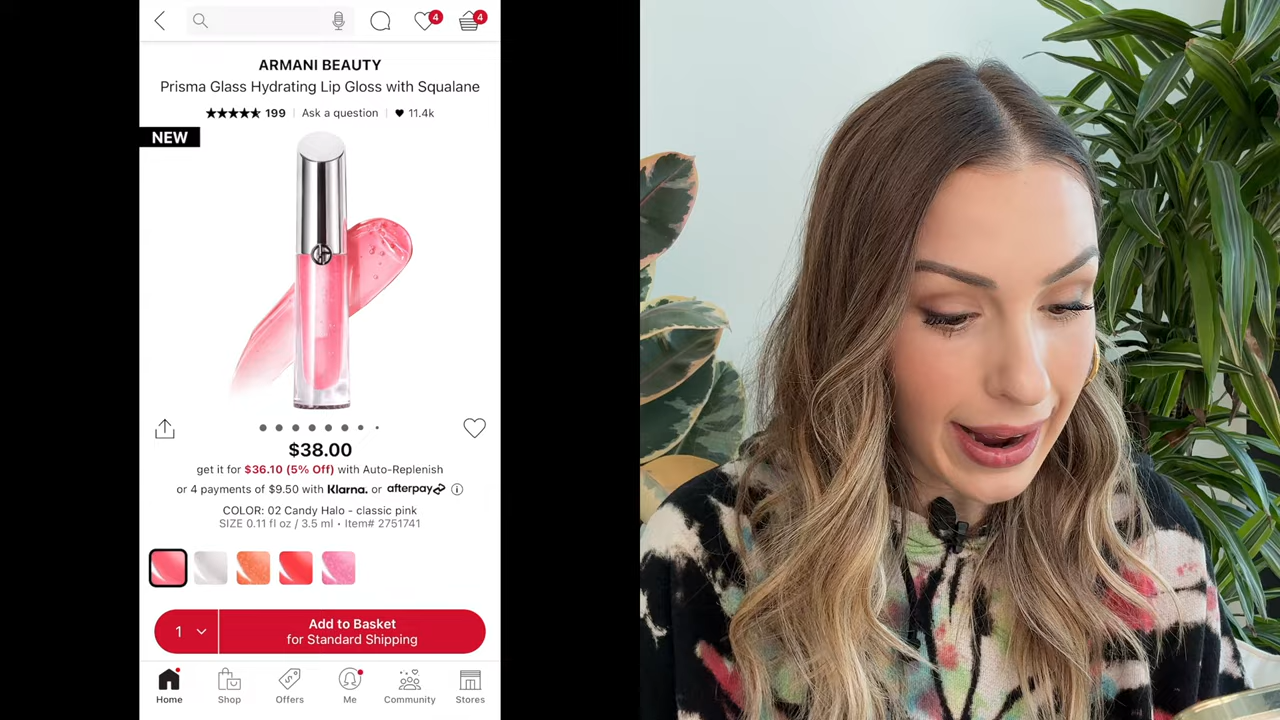 4
4
ARMANI BEAUTY
Prisma Glass Hydrating Lip Gloss with Squalane
199 Ask a question 11.4k
NEW
$38.00
get it for $36.10 (5% Off) with Auto-Replenish
or 4 payments of $9.50 with Klarna. or afterpay
COLOR: 02 Candy Halo - classic pink
SIZE 0.11 fl oz / 3.5 ml • Item# 2751741
1
Add to Basket
for Standard Shipping
Home Shop Offers Me Community Stores